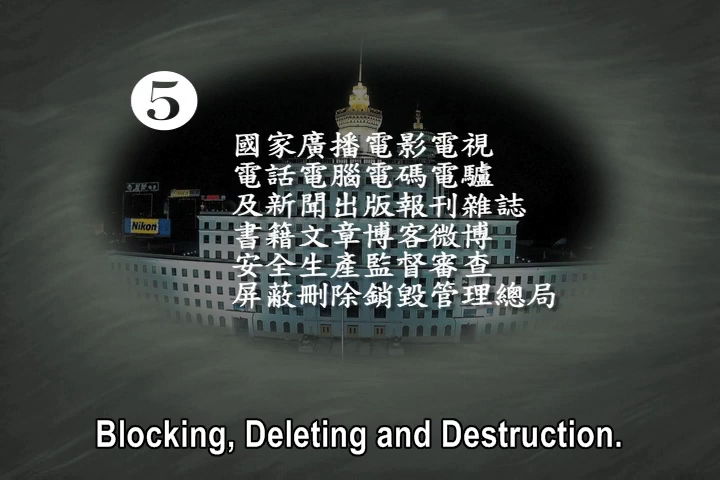 5
國家廣播電影電視
電話電腦電碼電驢
及新聞出版報刊雜誌
書籍文章博客微博
安全生產監督審查
屏蔽刪除銷毀管理總局
Nikon
Blocking, Deleting and Destruction.